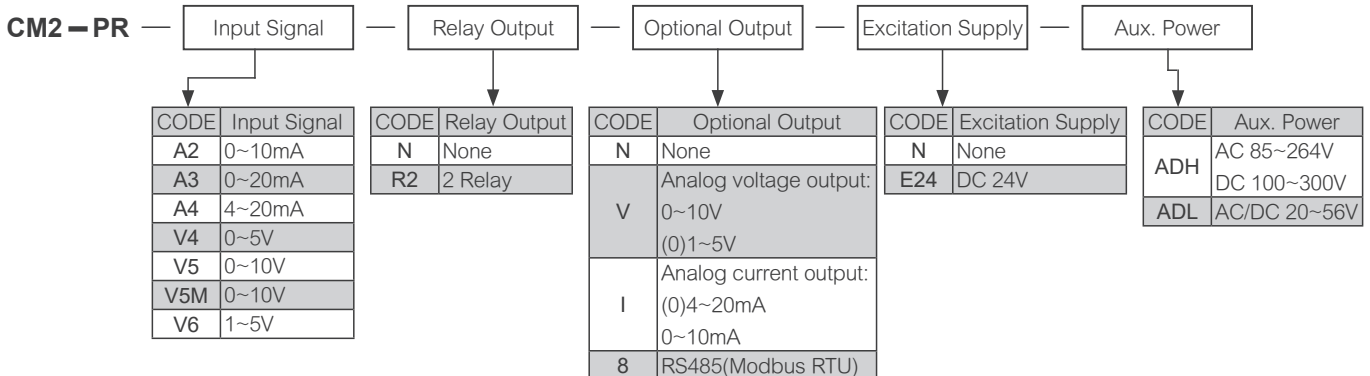 CM2-PR Input Signal Relay Output Optional Output Excitation Supply Aux. Power
CODE Input Signal
A2 0~10mA
A3 0~20mA
A4 4~20mA
V4 0~5V
V5 0~10V
V5M 0~10V
V6 1~5V
CODE Relay Output
N None
R2 2 Relay
CODE Optional Output
N None
V Analog voltage output:
0~10V
(0)1~5V
I Analog current output:
(0)4~20mA
0~10mA
8 RS485(Modbus RTU)
CODE Excitation Supply
N None
E24 DC 24V
CODE Aux. Power
ADH AC 85~264V
DC 100~300V
ADL AC/DC 20~56V